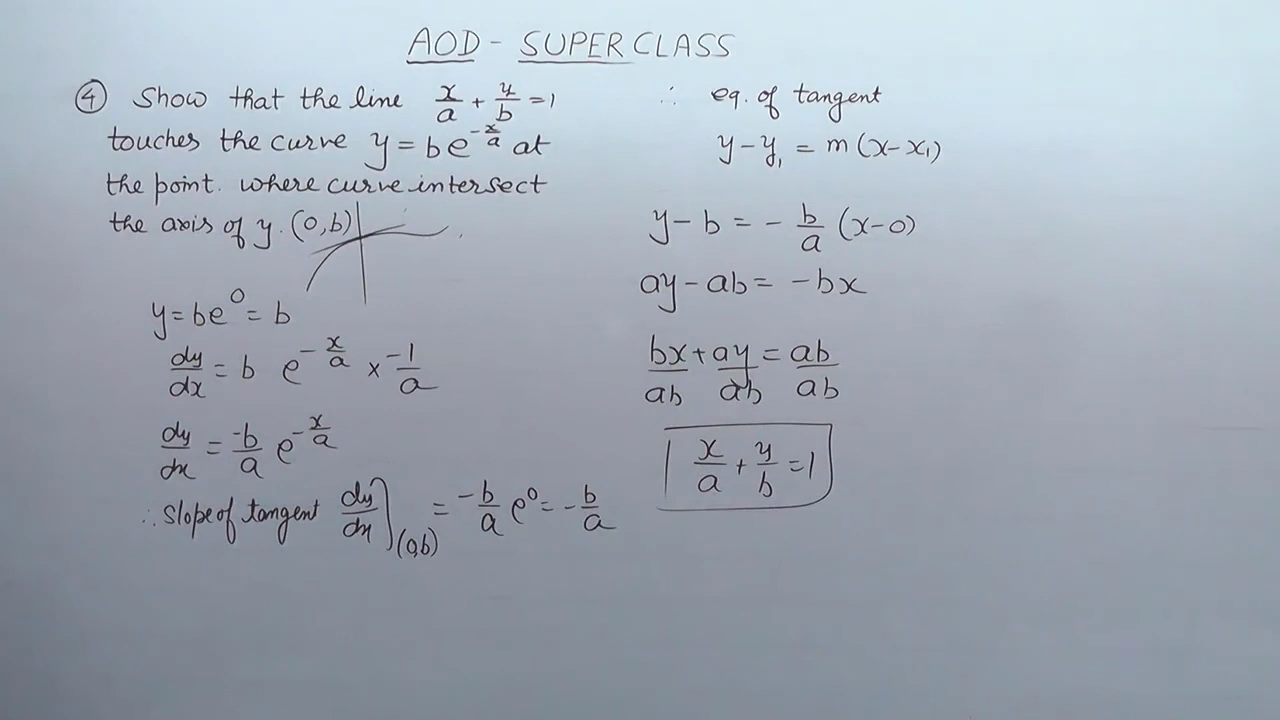 AOD - SUPER CLASS
④ Show that the line x/a + y/b = 1
touches the curve y = be^(-x/a) at
the point. where curve intersect
the axis of y. (0,b)
y = be^0 = b
dy/dx = b e^(-x/a) × -1/a
dy/dx = -b/a e^(-x/a)
∴ slope of tangent dy/dx](0,b) = -b/a e^0 = -b/a
∴ eq. of tangent
y - y₁ = m(x - x₁)
y - b = - b/a (x - 0)
ay - ab = -bx
bx/ab + ay/ab = ab/ab
x/a + y/b = 1